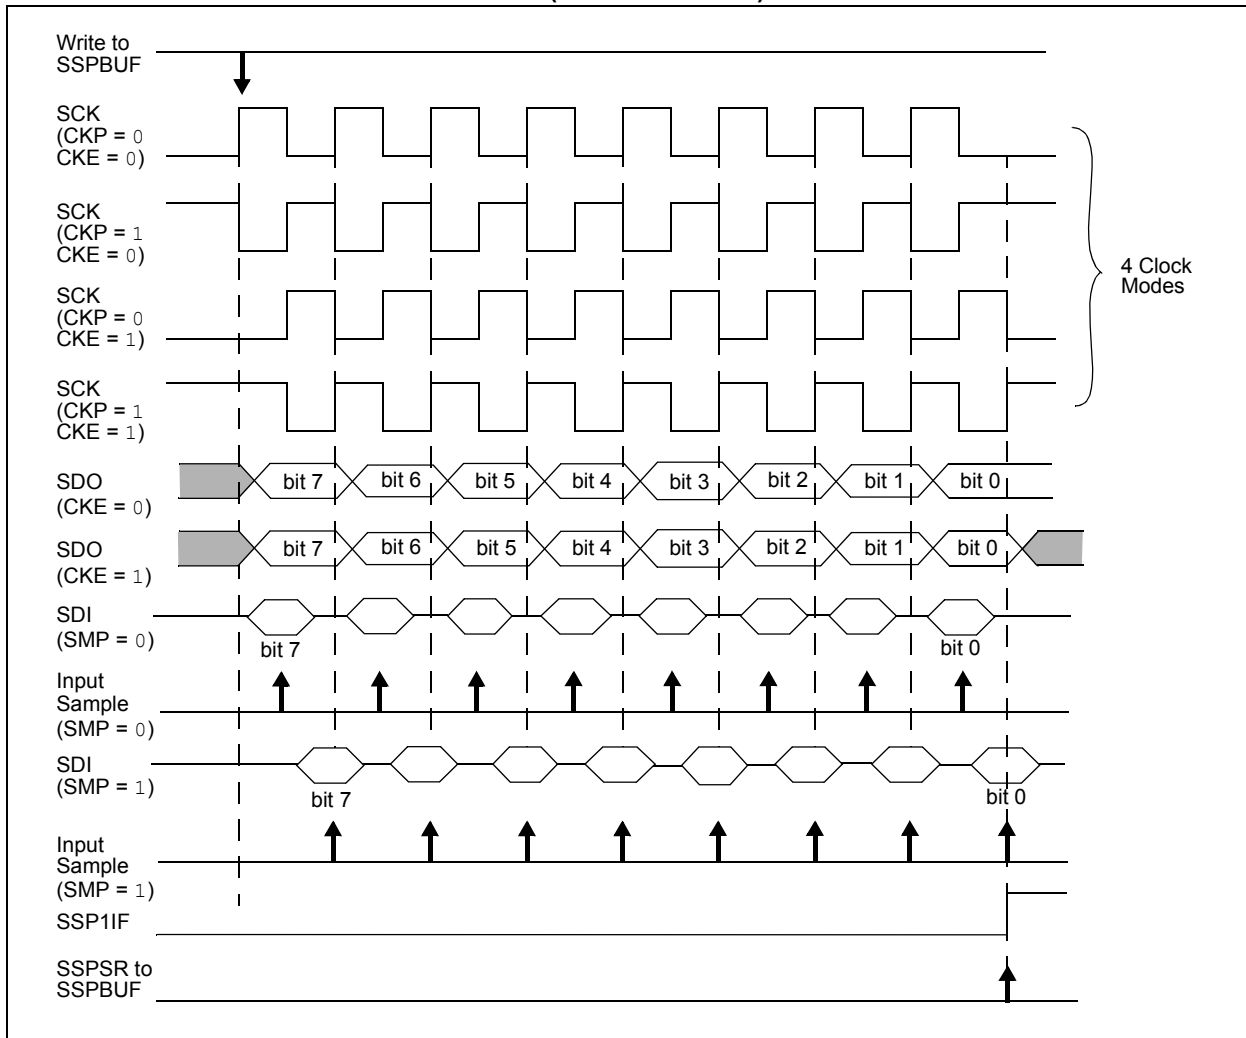 Write to
SSPBUF
SCK
(CKP = 0
CKE = 0)
SCK
(CKP = 1
CKE = 0)
4 Clock
Modes
SCK
(CKP = 0
CKE = 1)
SCK
(CKP = 1
CKE = 1)
SDO
(CKE = 0)
bit 7 bit 6 bit 5 bit 4 bit 3 bit 2 bit 1 bit 0
SDO
(CKE = 1)
bit 7 bit 6 bit 5 bit 4 bit 3 bit 2 bit 1 bit 0
SDI
(SMP = 0)
bit 7 bit 0
Input
Sample
(SMP = 0)
SDI
(SMP = 1)
bit 7 bit 0
Input
Sample
(SMP = 1)
SSP1IF
SSPSR to
SSPBUF